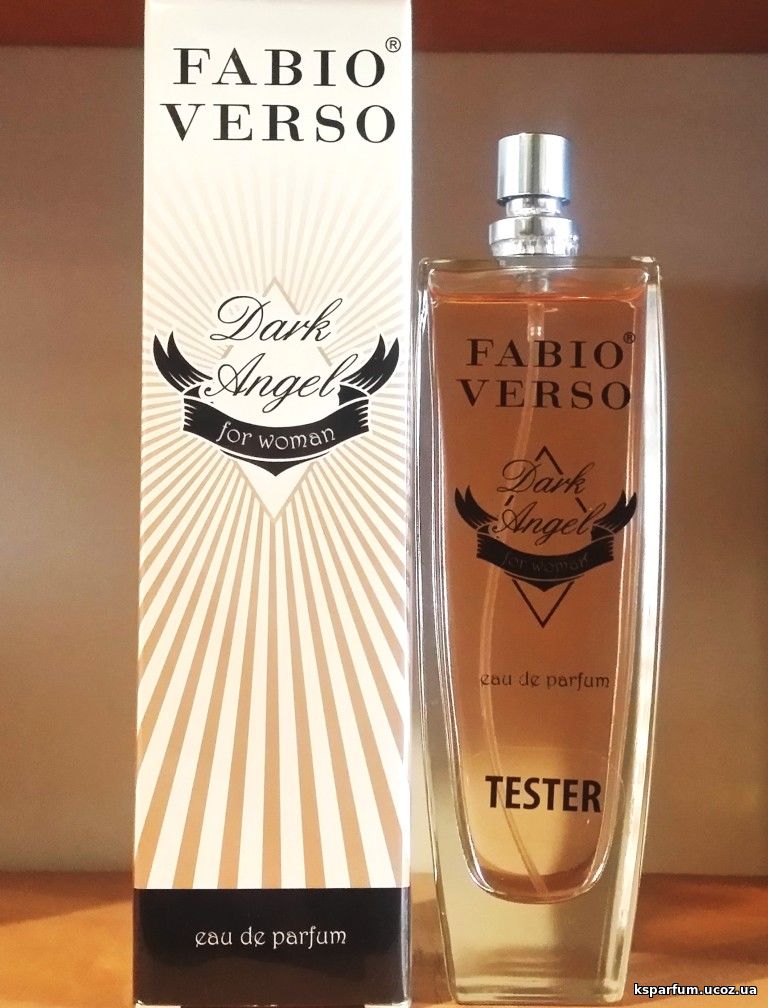 FABIO®
VERSO
Dark
Angel
for woman
eau de parfum
FABIO®
VERSO
Dark
Angel
for woman
eau de parfum
TESTER
ksparfum.ucoz.ua